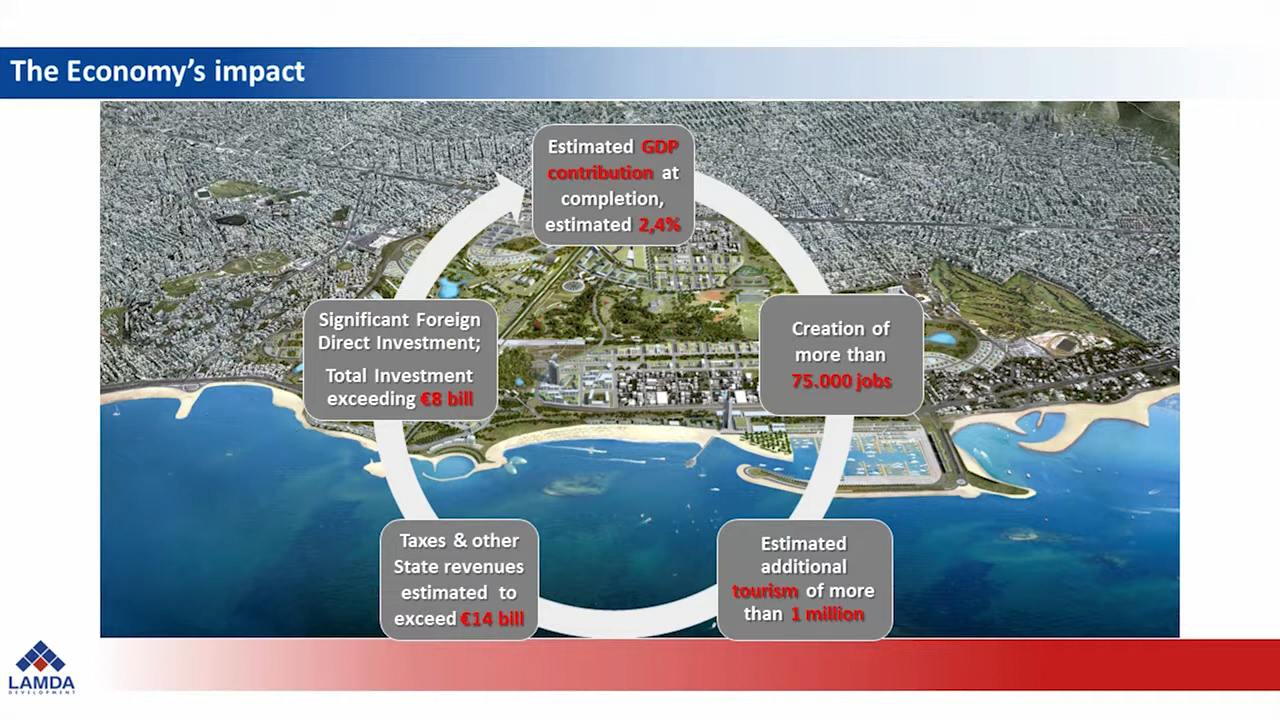 The Economy's impact
Estimated GDP
contribution at
completion,
estimated 2,4%
Significant Foreign
Direct Investment;
Total Investment
exceeding €8 bill
Creation of
more than
75.000 jobs
Taxes & other
State revenues
estimated to
exceed €14 bill
Estimated
additional
tourism of more
than 1 million
LAMDA
DEVELOPMENT